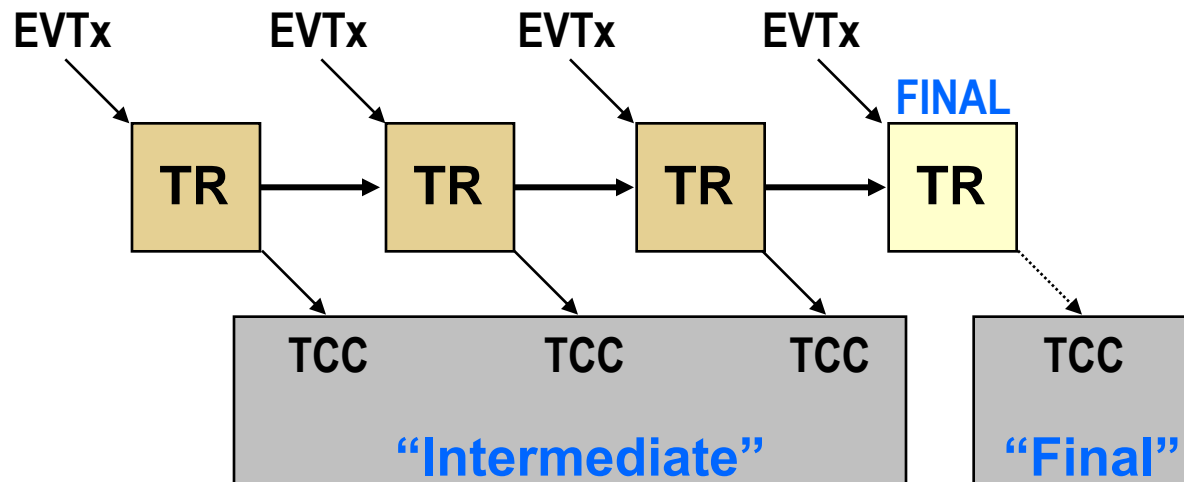 EVTx EVTx EVTx EVTx
FINAL
TR TR TR TR
TCC TCC TCC TCC
“Intermediate” “Final”